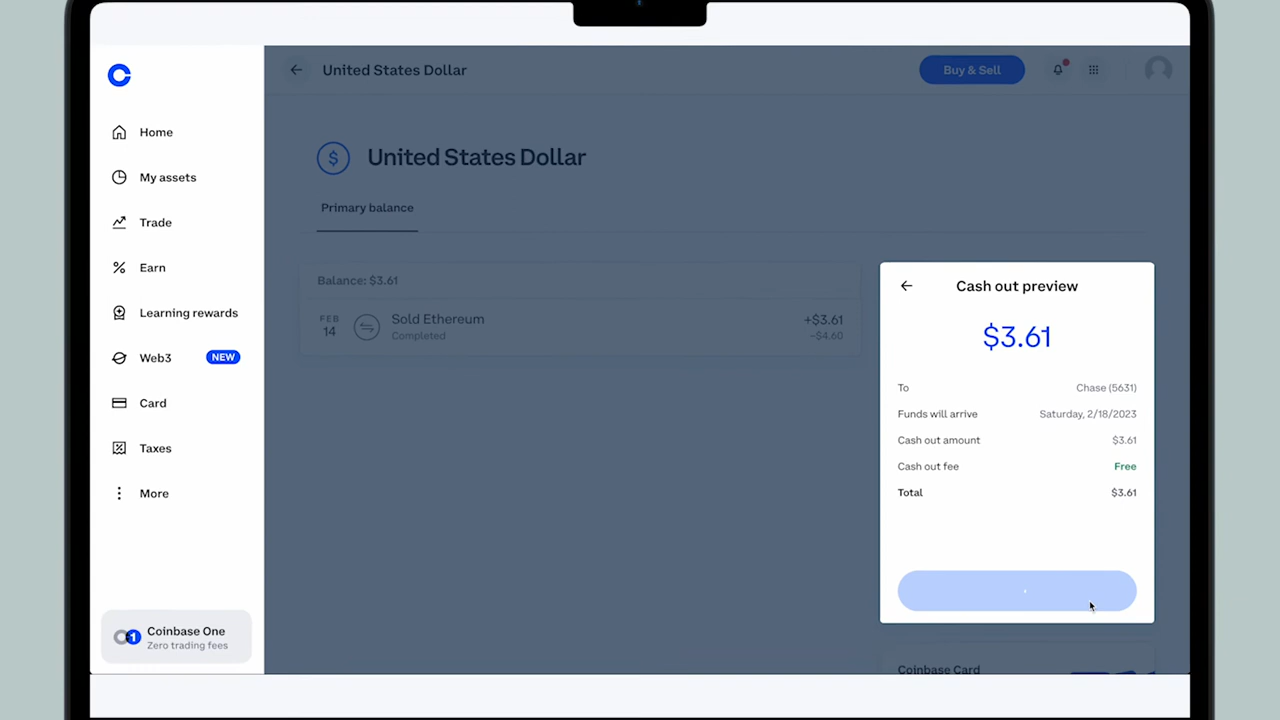 United States Dollar
Buy & Sell
Home
My assets
Trade
Earn
Learning rewards
Web3 NEW
Card
Taxes
More
1 Coinbase One
Zero trading fees
$ United States Dollar
Primary balance
Balance: $3.61
FEB
14
Sold Ethereum
Completed
+$3.61
−$4.60
Cash out preview
$3.61
To Chase (5631)
Funds will arrive Saturday, 2/18/2023
Cash out amount $3.61
Cash out fee Free
Total $3.61
Coinbase Card